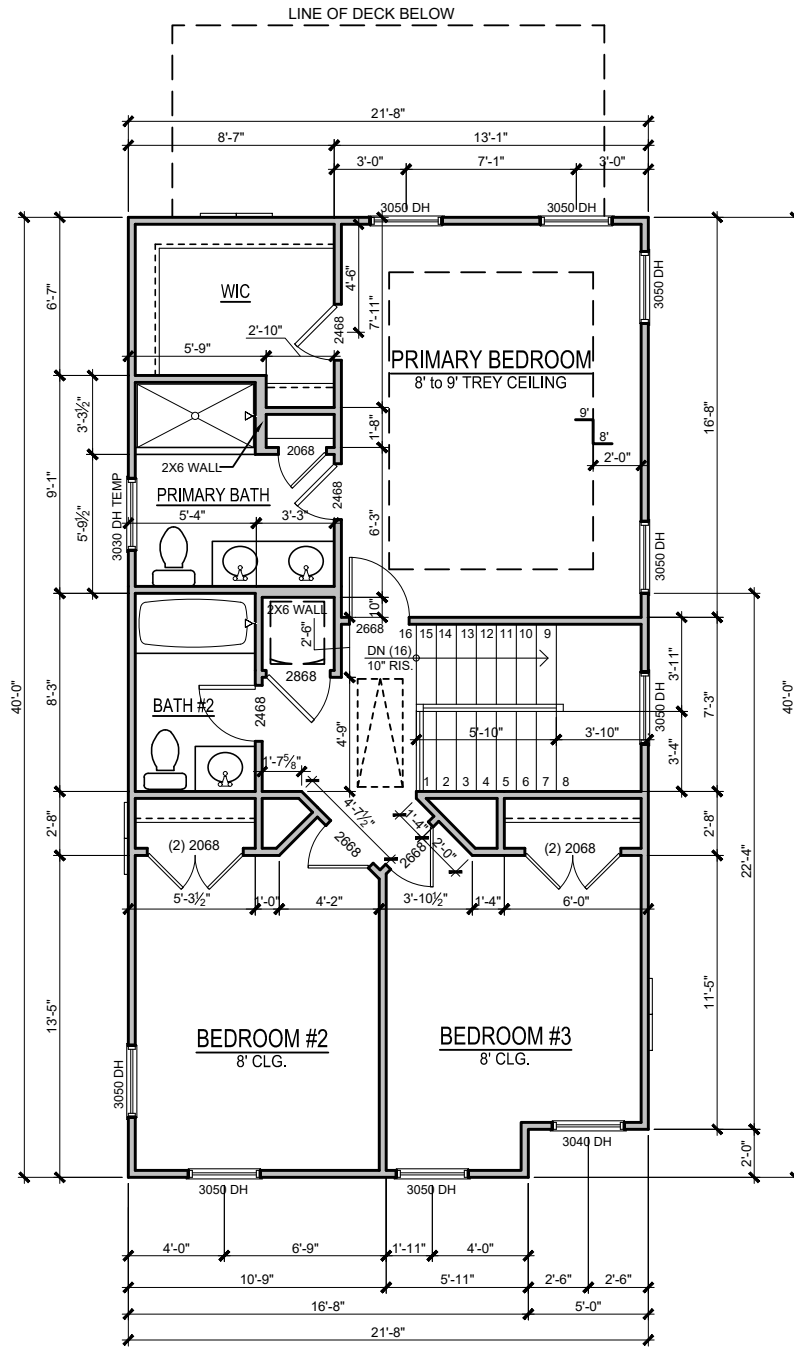 LINE OF DECK BELOW
21'-8"
8'-7" 13'-1"
3'-0" 7'-1" 3'-0"
3050 DH 3050 DH
3050 DH
6'-7"
WIC
4'-6"
7'-11"
2468
2'-10"
5'-9"
PRIMARY BEDROOM
8' to 9' TREY CEILING
9'
8'
2'-0"
16'-8"
3'-3½"
1'-8"
2068
2X6 WALL
9'-1"
PRIMARY BATH
2468
3030 DH TEMP
5'-4" 3'-3"
5'-9½"
6'-3"
3050 DH
10"
2X6 WALL
2'-6"
2668
16 15 14 13 12 11 10 9
DN (16)
10" RIS.
3'-11"
40'-0"
40'-0"
8'-3"
2868
BATH #2
2468
4'-9"
3050 DH
7'-3"
5'-10" 3'-10"
3'-4"
1'-7⅝"
1 2 3 4 5 6 7 8
2'-8"
4'-7½"
1'-4"
2'-0"
2'-8"
(2) 2068
2668
2668
(2) 2068
22'-4"
5'-3½" 1'-0" 4'-2" 3'-10½" 1'-4" 6'-0"
13'-5"
11'-5"
BEDROOM #2
8' CLG.
BEDROOM #3
8' CLG.
3050 DH
3040 DH
2'-0"
3050 DH 3050 DH
4'-0" 6'-9" 1'-11" 4'-0"
10'-9" 5'-11" 2'-6" 2'-6"
16'-8" 5'-0"
21'-8"